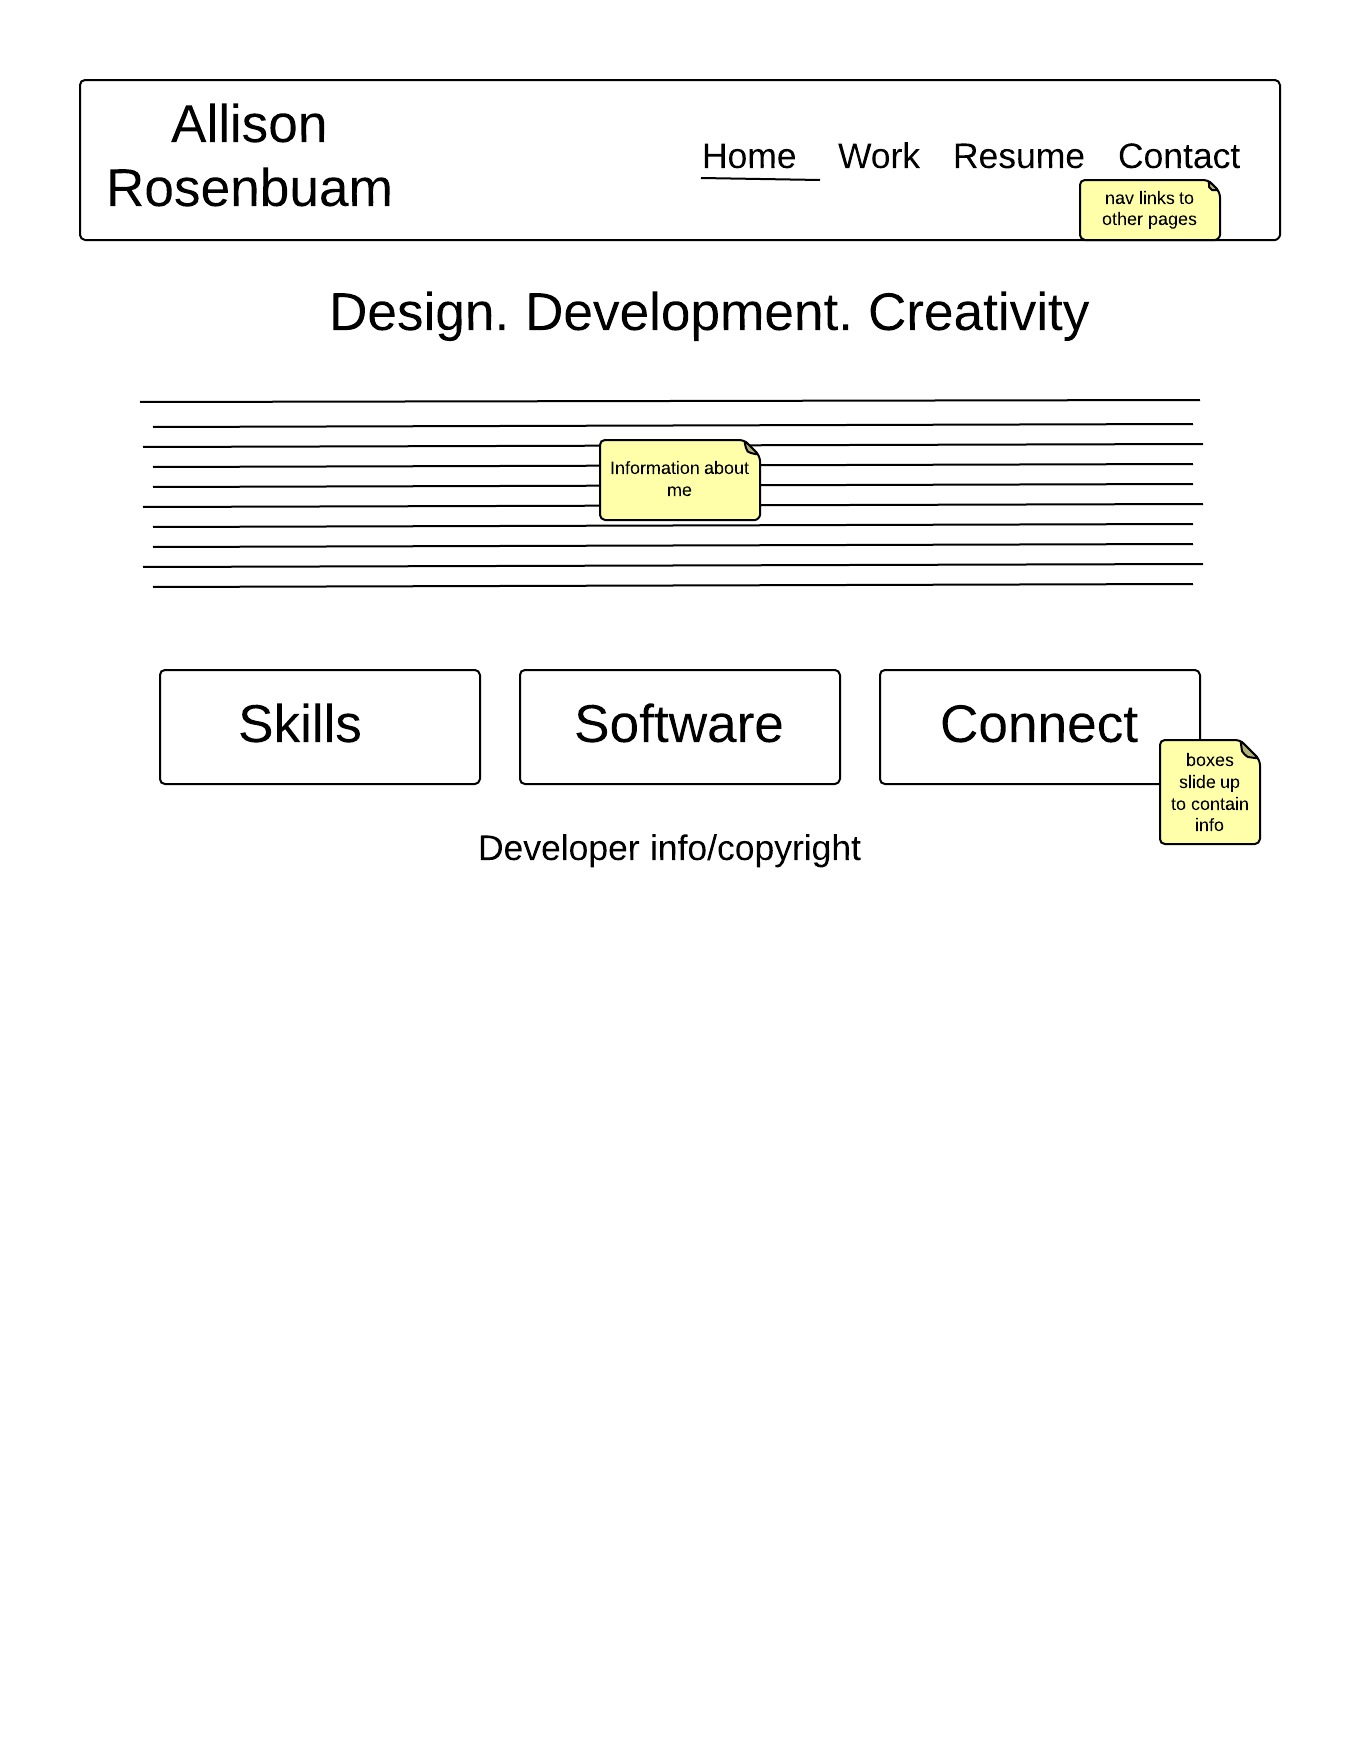 Allison
Rosenbuam
Home Work Resume Contact
nav links to
other pages
Design. Development. Creativity
Information about
me
Skills Software Connect
boxes
slide up
to contain
info
Developer info/copyright